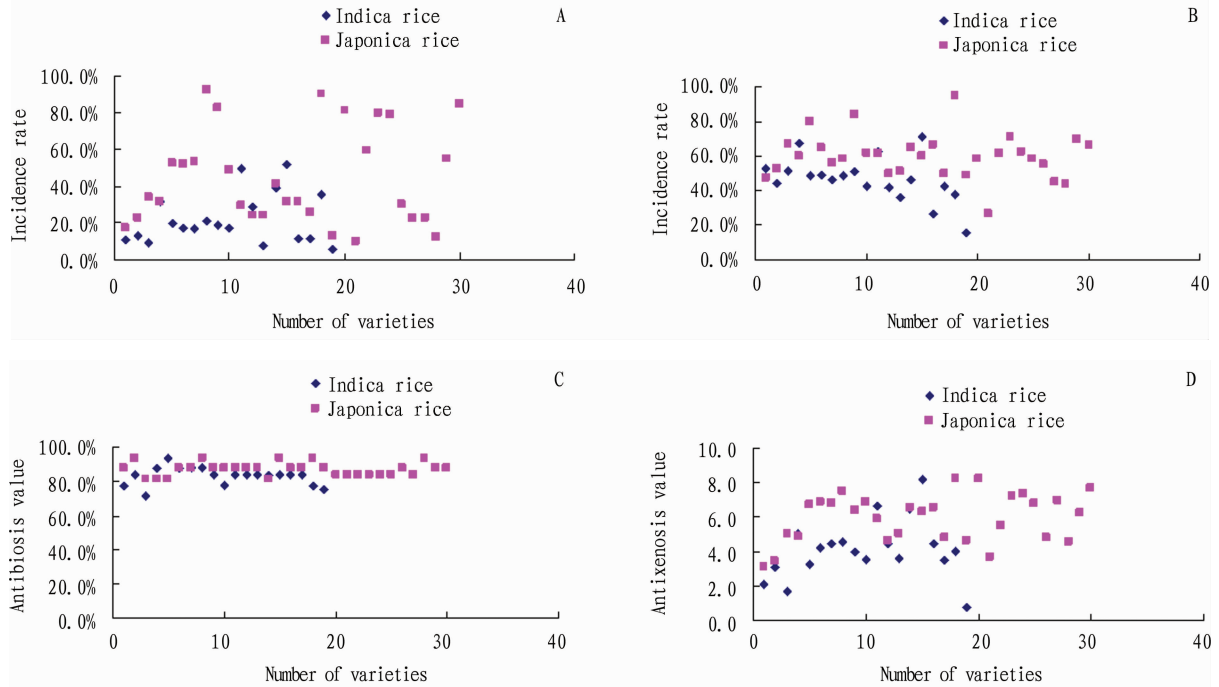 Indica rice
Japonica rice
A
Incidence rate
100.0%
80.0%
60.0%
40.0%
20.0%
0.0%
0 10 20 30 40
Number of varieties
Indica rice
Japonica rice
B
Incidence rate
100.0%
80.0%
60.0%
40.0%
20.0%
0.0%
0 10 20 30 40
Number of varieties
Indica rice
Japonica rice
C
Antibiosis value
100.0%
80.0%
60.0%
40.0%
20.0%
0.0%
0 10 20 30 40
Number of varieties
Indica rice
Japonica rice
D
Antixenos value
10.0
8.0
6.0
4.0
2.0
0.0
0 10 20 30 40
Number of varieties